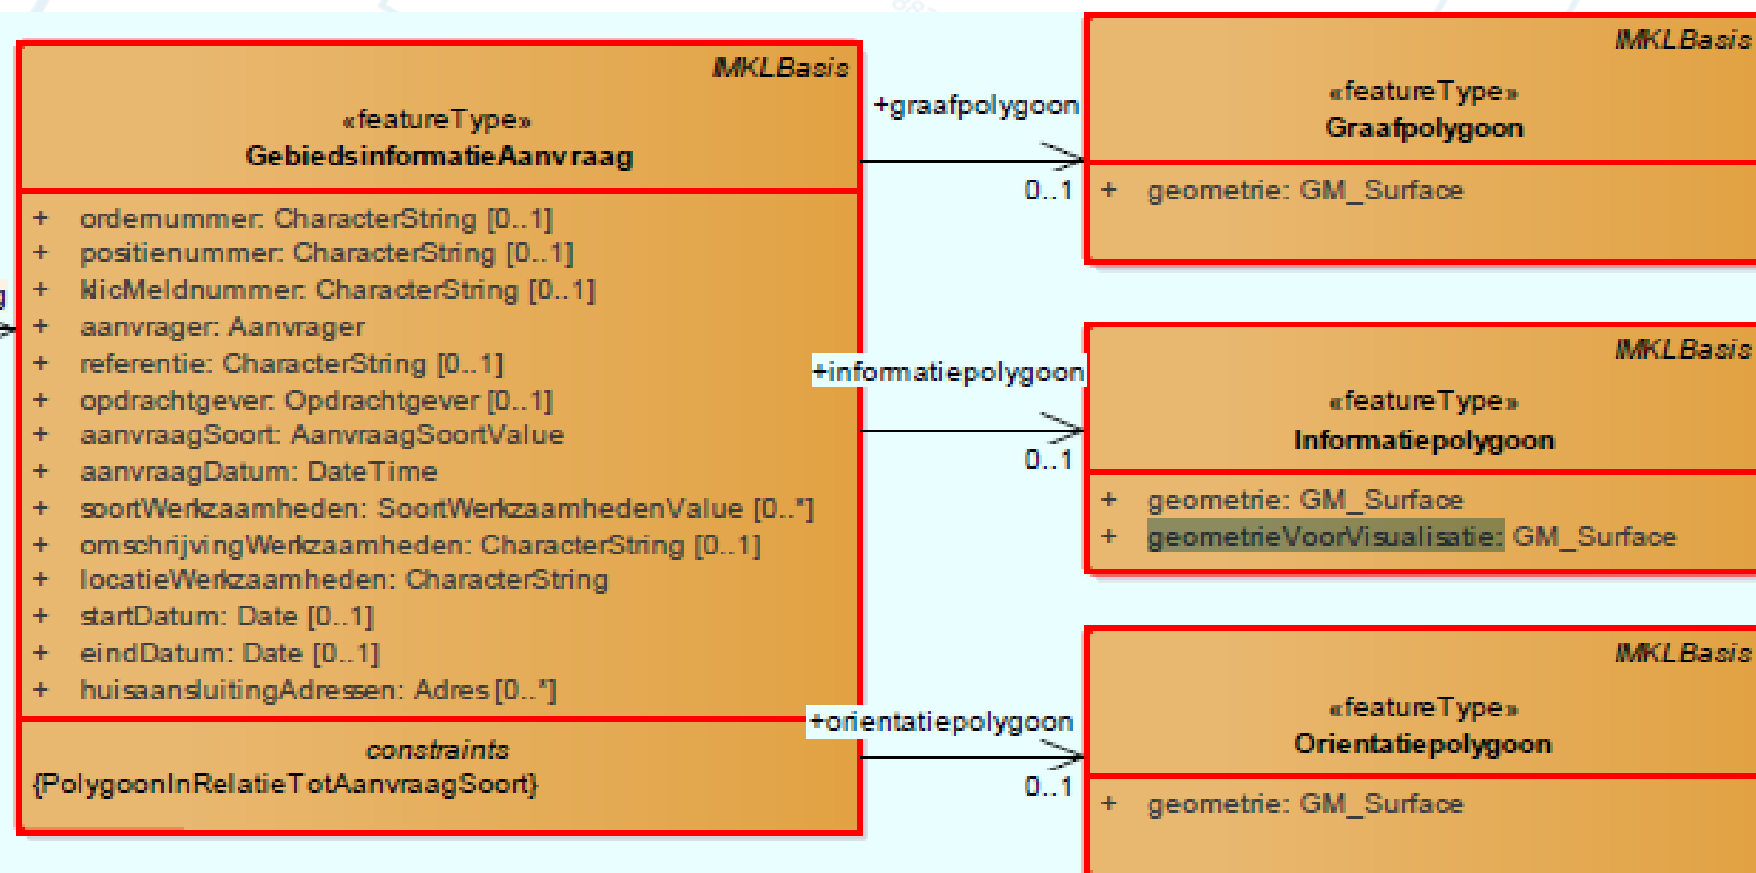 IMKLBasis
«featureType»
GebiedsinformatieAanvraag
+ ordernummer: CharacterString [0..1]
+ positienummer: CharacterString [0..1]
+ klicMeldnummer: CharacterString [0..1]
+ aanvrager: Aanvrager
+ referentie: CharacterString [0..1]
+ opdrachtgever: Opdrachtgever [0..1]
+ aanvraagSoort: AanvraagSoortValue
+ aanvraagDatum: DateTime
+ soortWerkzaamheden: SoortWerkzaamhedenValue [0..*]
+ omschrijvingWerkzaamheden: CharacterString [0..1]
+ locatieWerkzaamheden: CharacterString
+ startDatum: Date [0..1]
+ eindDatum: Date [0..1]
+ huisaansluitingAdressen: Adres [0..*]
constraints
{PolygoonInRelatieTotAanvraagSoort}
+graafpolygoon
0..1
IMKLBasis
«featureType»
Graafpolygoon
+ geometrie: GM_Surface
+informatiepolygoon
0..1
IMKLBasis
«featureType»
Informatiepolygoon
+ geometrie: GM_Surface
+ geometrieVoorVisualisatie: GM_Surface
+orientatiepolygoon
0..1
IMKLBasis
«featureType»
Orientatiepolygoon
+ geometrie: GM_Surface